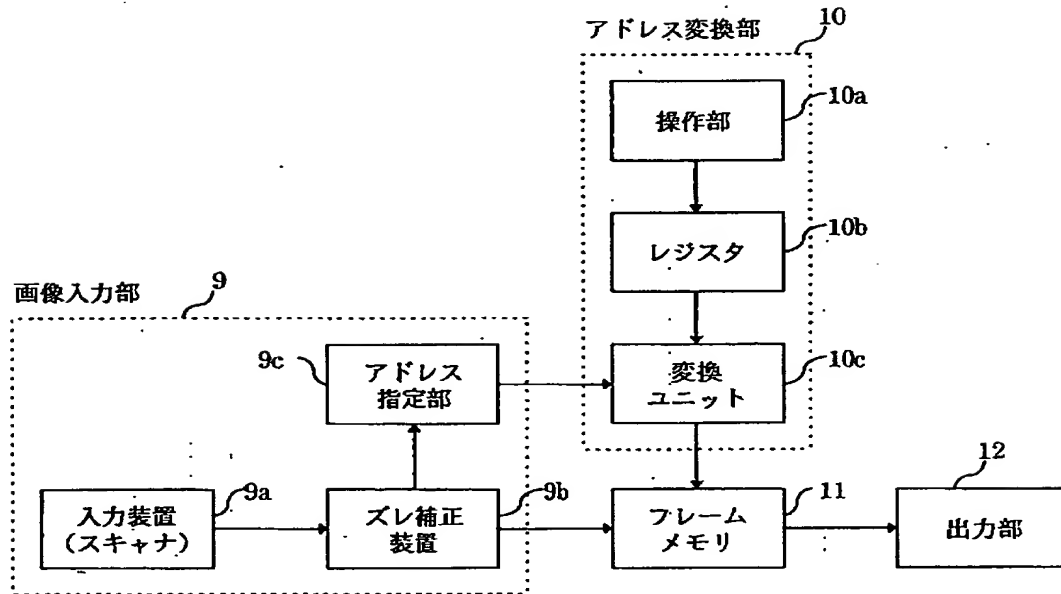 アドレス変換部
10
操作部
10a
レジスタ
10b
画像入力部
9
9c
アドレス
指定部
変換
ユニット
10c
入力装置
(スキャナ)
9a
ズレ補正
装置
9b
フレーム
メモリ
11
出力部
12